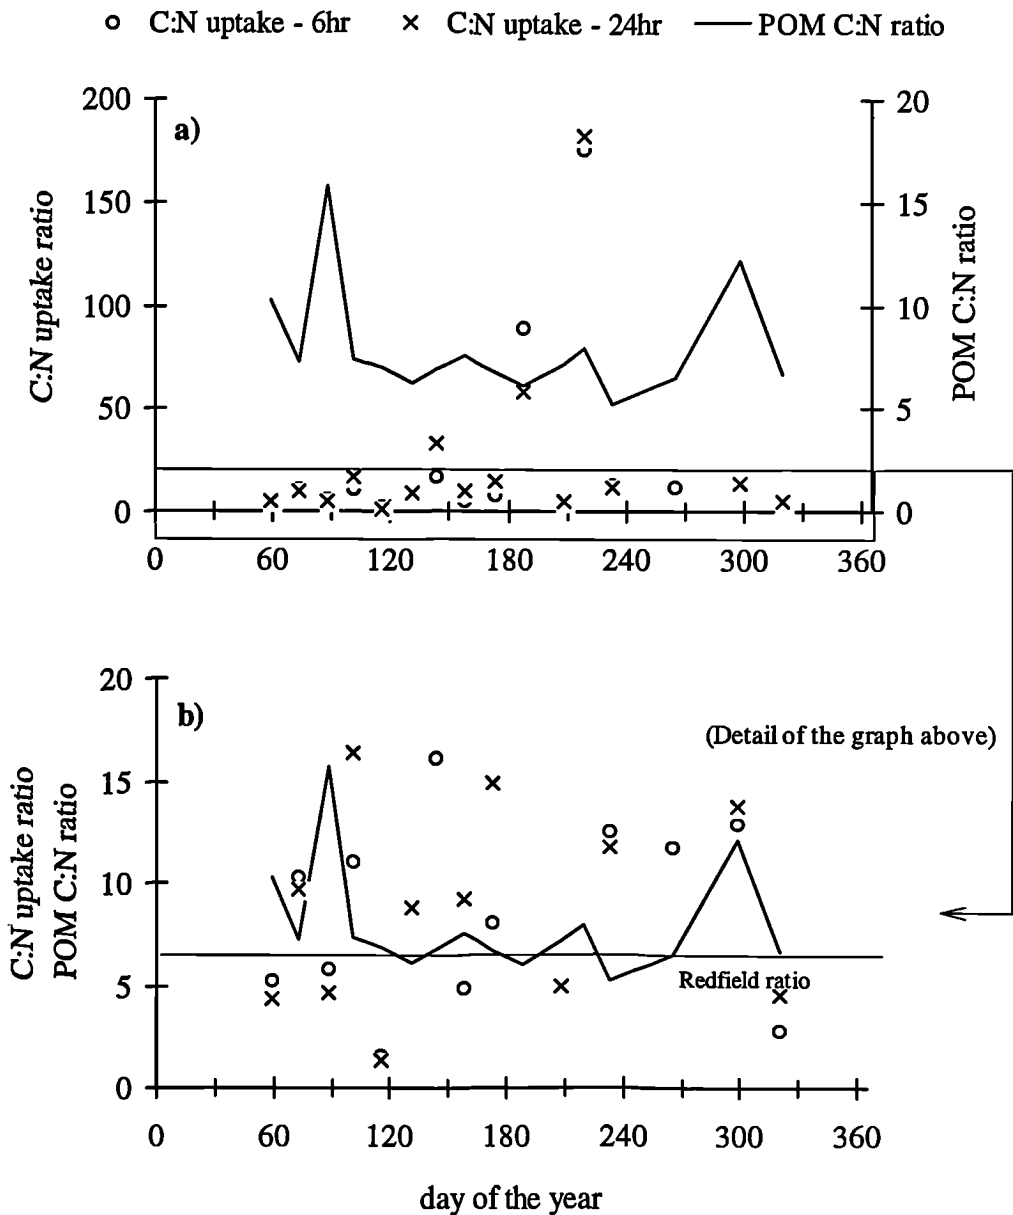 C:N uptake - 6hr C:N uptake - 24hr POM C:N ratio
a)
C:N uptake ratio
200
150
100
50
0
POM C:N ratio
20
15
10
5
0
0 60 120 180 240 300 360
b)
(Detail of the graph above)
C:N uptake ratio
POM C:N ratio
20
15
10
5
0
Redfield ratio
0 60 120 180 240 300 360
day of the year